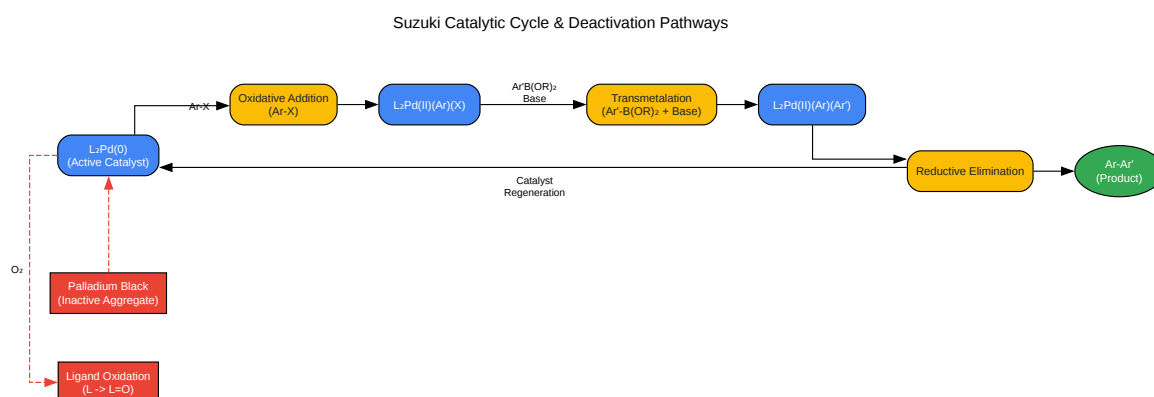 Suzuki Catalytic Cycle & Deactivation Pathways
Ar-X
Oxidative Addition
(Ar-X)
L₂Pd(II)(Ar)(X)
Ar'B(OR)₂
Base
Transmetalation
(Ar'-B(OR)₂ + Base)
L₂Pd(II)(Ar)(Ar')
L₂Pd(0)
(Active Catalyst)
Catalyst
Regeneration
Reductive Elimination
Ar-Ar'
(Product)
O₂
Palladium Black
(Inactive Aggregate)
Ligand Oxidation
(L -> L=O)